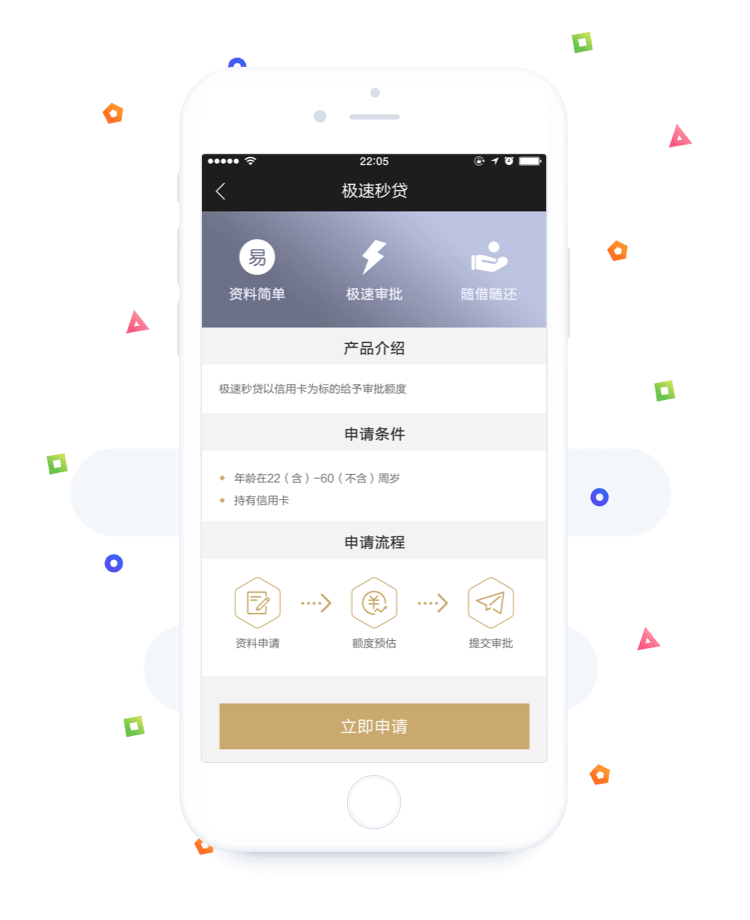 22:05
极速秒贷
易
资料简单 极速审批 随借随还
产品介绍
极速秒贷以信用卡为标的给予审批额度
申请条件
年龄在22（含）-60（不含）周岁
持有信用卡
申请流程
资料申请 额度预估 提交审批
立即申请